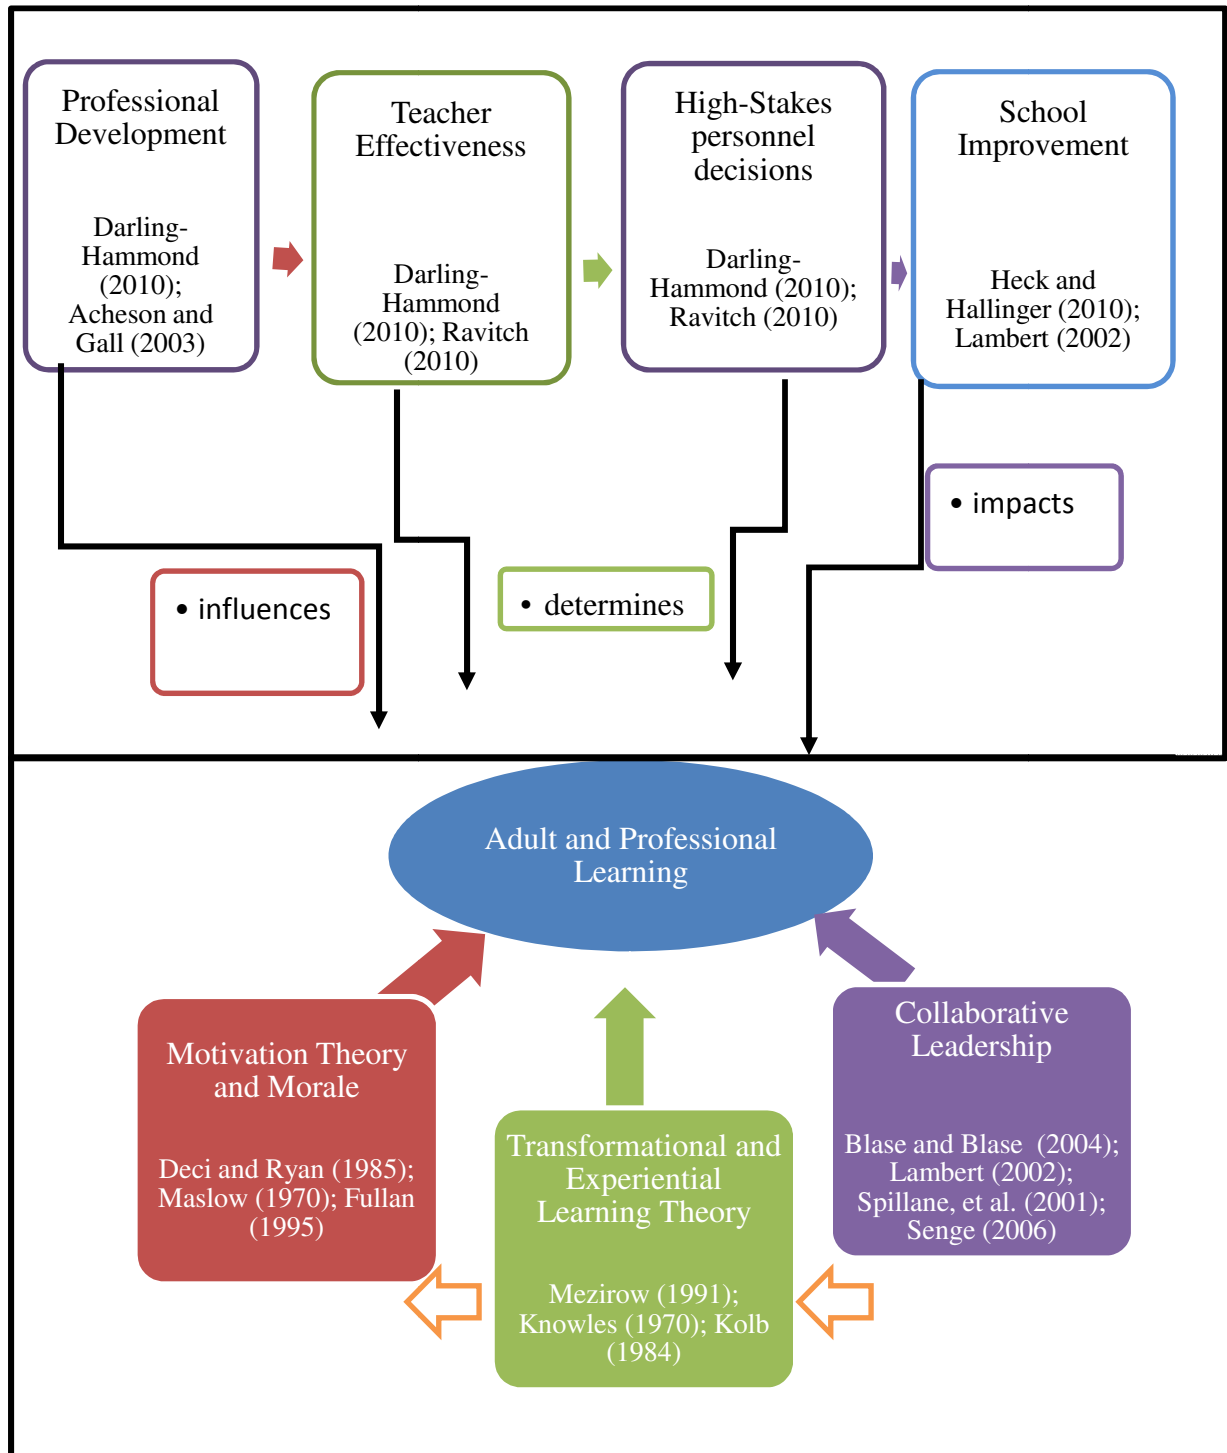 Professional
Development
Darling-
Hammond
(2010);
Acheson and
Gall (2003)
Teacher
Effectiveness
Darling-
Hammond
(2010); Ravitch
(2010)
High-Stakes
personnel
decisions
Darling-
Hammond (2010);
Ravitch (2010)
School
Improvement
Heck and
Hallinger (2010);
Lambert (2002)
• impacts
• influences
• determines
Adult and Professional
Learning
Motivation Theory
and Morale
Deci and Ryan (1985);
Maslow (1970); Fullan
(1995)
Transformational and
Experiential
Learning Theory
Mezirow (1991);
Knowles (1970); Kolb
(1984)
Collaborative
Leadership
Blase and Blase (2004);
Lambert (2002);
Spillane, et al. (2001);
Senge (2006)